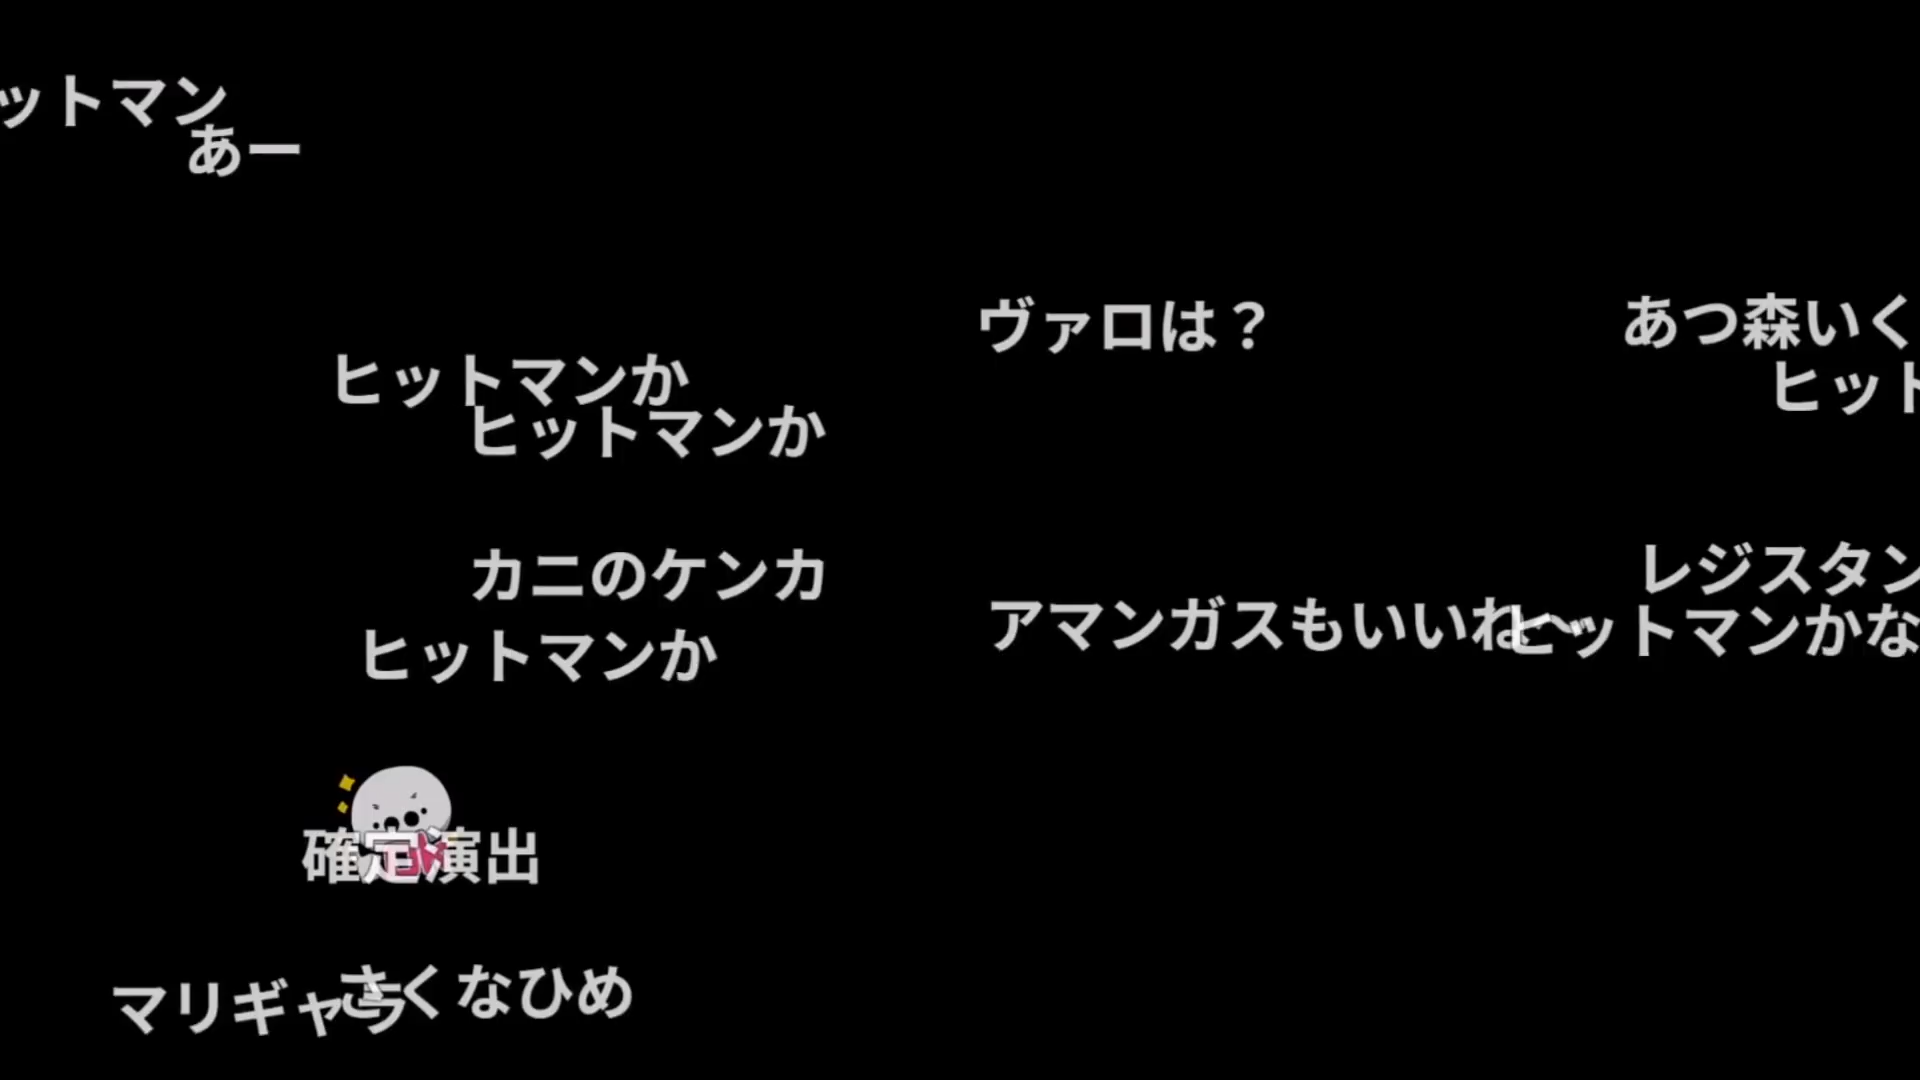 ットマン
あー
ヴァロは？
あつ森いく
ヒットマンか
ヒット
ヒットマンか
カニのケンカ
レジスタン
アマンガスもいいね〜
ヒットマンかな
ヒットマンか
確定演出
さくなひめ
マリギャラ